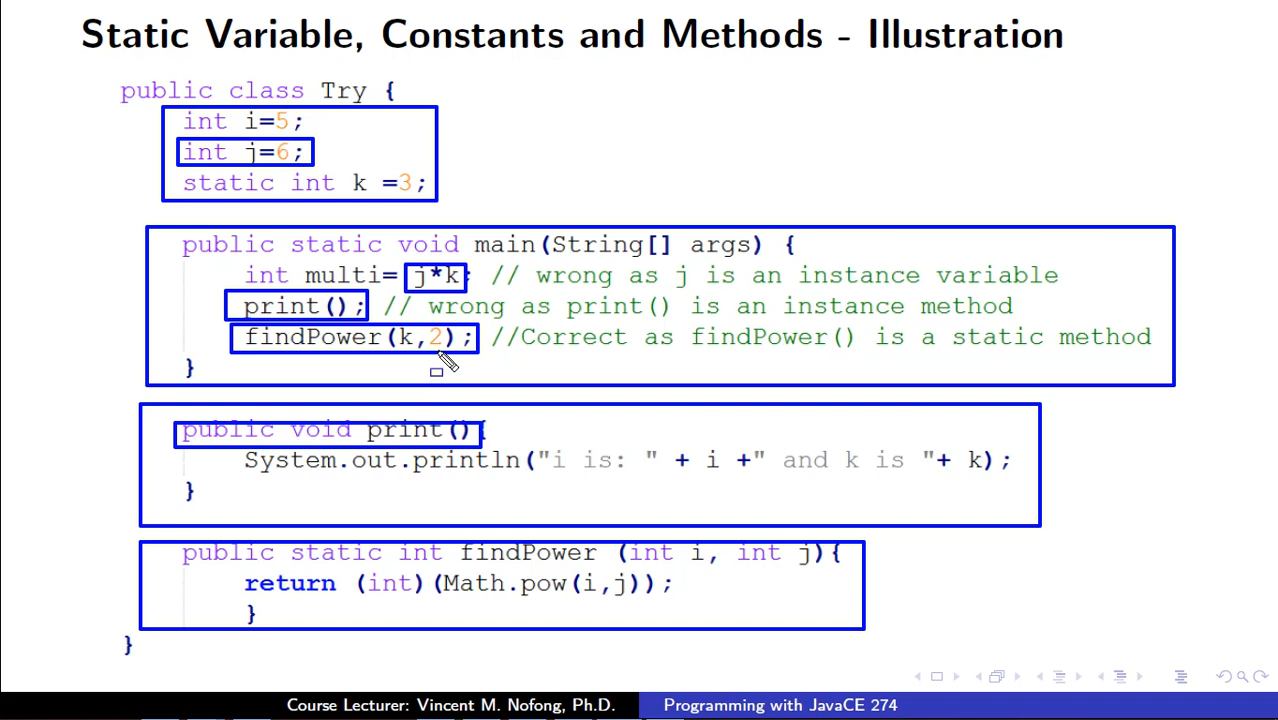 Static Variable, Constants and Methods - Illustration
public class Try {
int i=5;
int j=6;
static int k =3;
public static void main(String[] args) {
int multi= j*k; // wrong as j is an instance variable
print(); // wrong as print() is an instance method
findPower(k,2); //Correct as findPower() is a static method
}
public void print(){
System.out.println("i is: " + i +" and k is "+ k);
}
public static int findPower (int i, int j){
return (int)(Math.pow(i,j));
}
}
Course Lecturer: Vincent M. Nofong, Ph.D. Programming with JavaCE 274